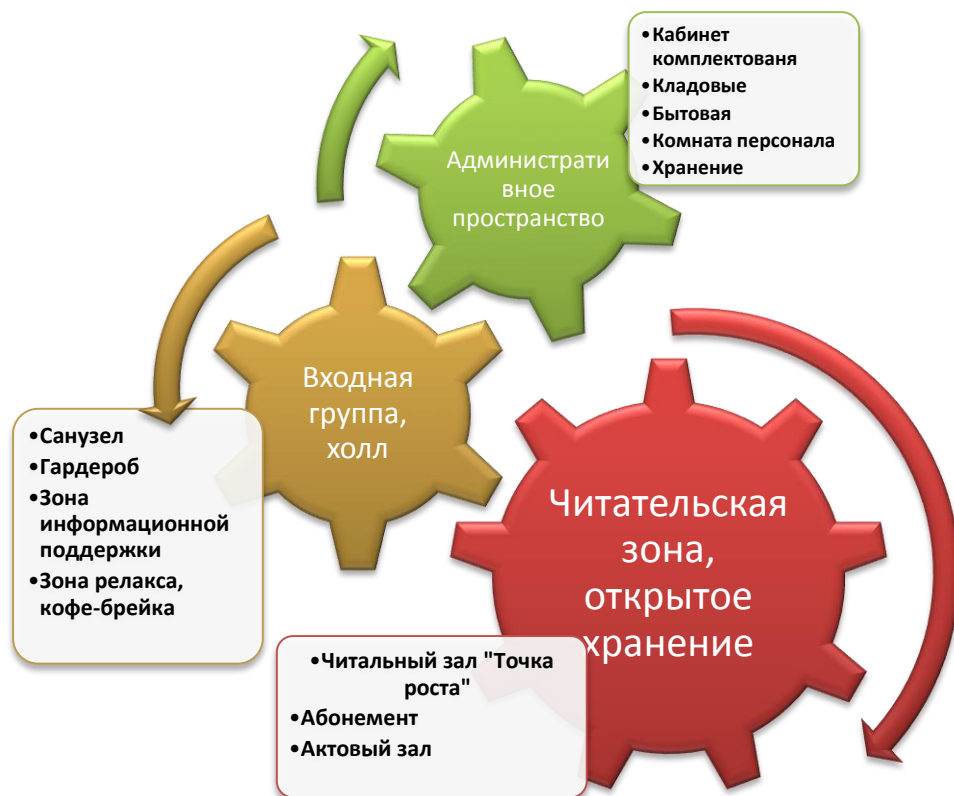 •Кабинет
комплектованя
•Кладовые
•Бытовая
•Комната персонала
•Хранение
Администрати
вное
пространство
Входная
группа,
холл
•Санузел
•Гардероб
•Зона
информационной
поддержки
•Зона релакса,
кофе-брейка
Читательская
зона,
открытое
хранение
•Читальный зал "Точка
роста"
•Абонемент
•Актовый зал